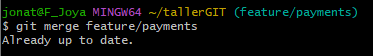 jonat@F_Joya MINGW64 ~/tallerGIT (feature/payments)
$ git merge feature/payments
Already up to date.